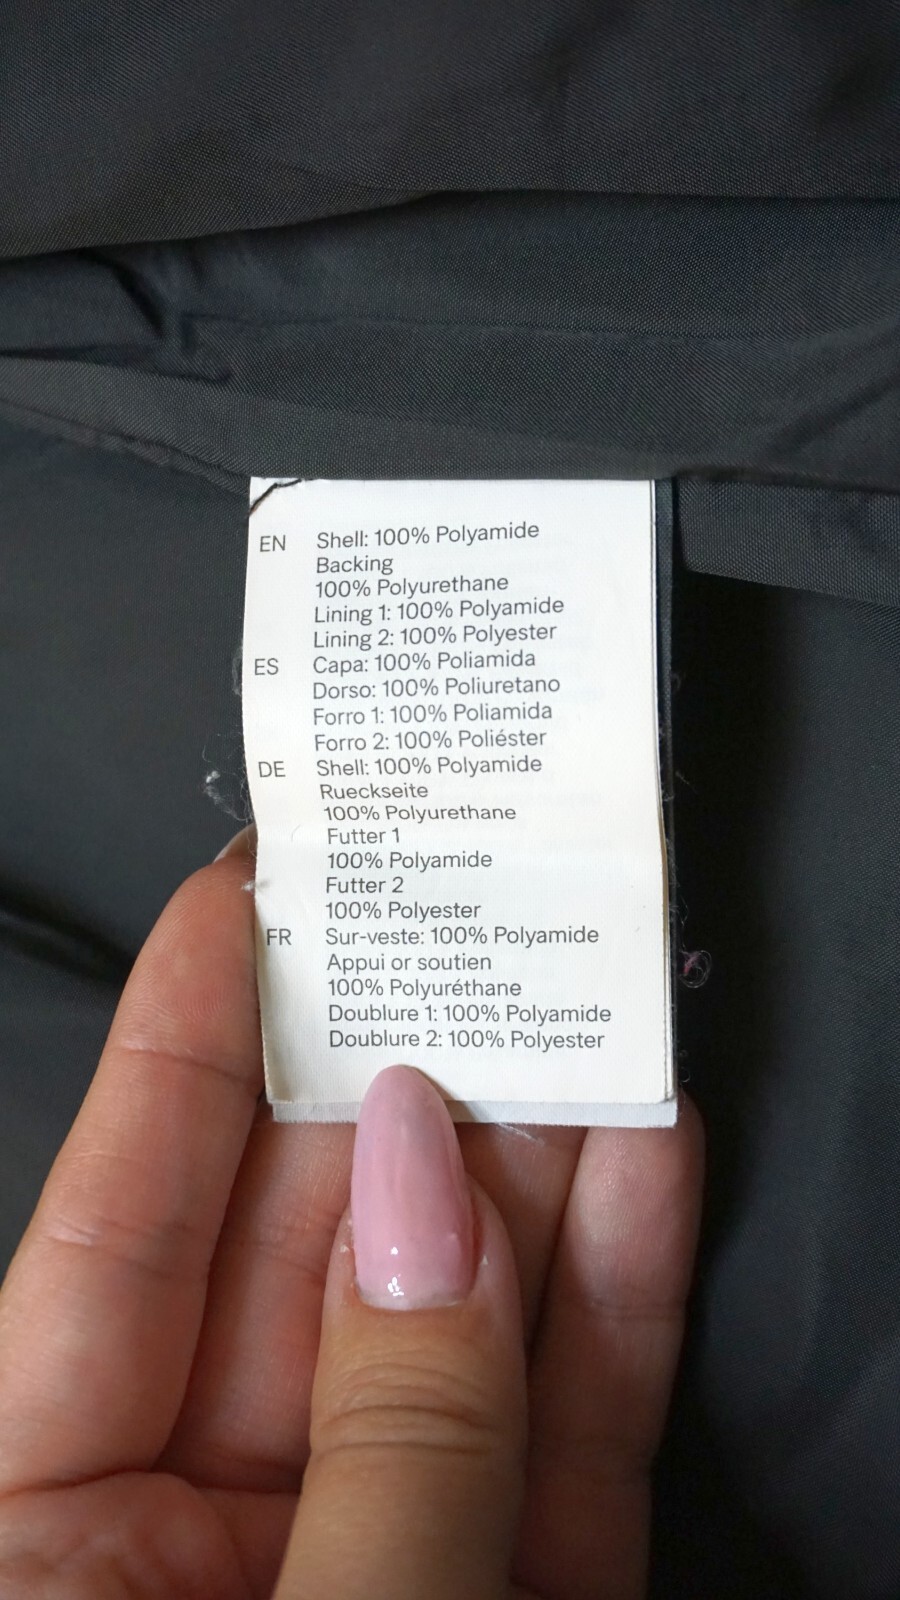 EN Shell: 100% Polyamide
Backing
100% Polyurethane
Lining 1: 100% Polyamide
Lining 2: 100% Polyester
ES Capa: 100% Poliamida
Dorso: 100% Poliuretano
Forro 1: 100% Poliamida
Forro 2: 100% Poliéster
DE Shell: 100% Polyamide
Rueckseite
100% Polyurethane
Futter 1
100% Polyamide
Futter 2
100% Polyester
FR Sur-veste: 100% Polyamide
Appui or soutien
100% Polyuréthane
Doublure 1: 100% Polyamide
Doublure 2: 100% Polyester